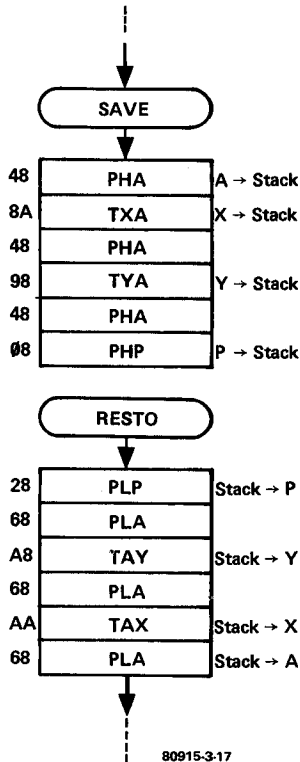 SAVE
48 PHA A → Stack
8A TXA X → Stack
48 PHA
98 TYA Y → Stack
48 PHA
Ø8 PHP P → Stack
RESTO
28 PLP Stack → P
68 PLA
A8 TAY Stack → Y
68 PLA
AA TAX Stack → X
68 PLA Stack → A
80915-3-17